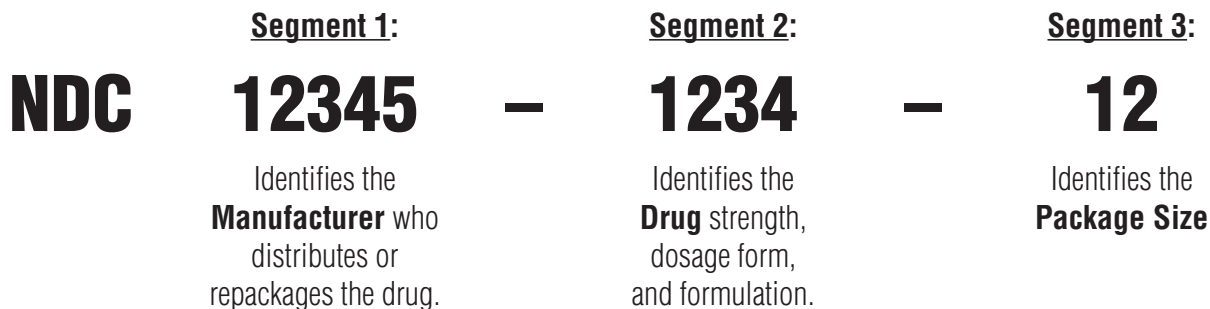 Segment 1: Segment 2: Segment 3:
NDC 12345 – 1234 – 12
Identifies the
Manufacturer who
distributes or
repackages the drug.
Identifies the
Drug strength,
dosage form,
and formulation.
Identifies the
Package Size